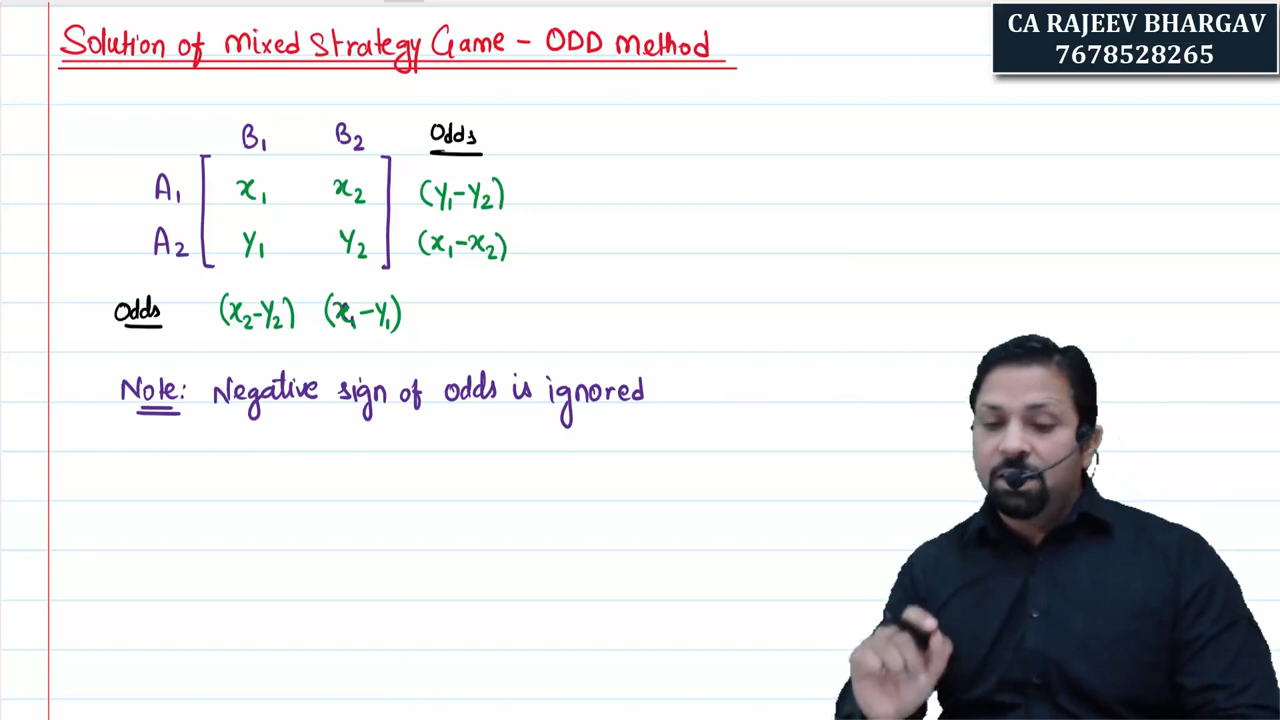 Solution of Mixed Strategy Game - ODD Method
CA RAJEEV BHARGAV
7678528265
B₁ B₂ Odds
A₁ x₁ x₂ (y₁-y₂)
A₂ y₁ y₂ (x₁-x₂)
Odds (x₂-y₂) (x₁-y₁)
Note: Negative sign of odds is ignored